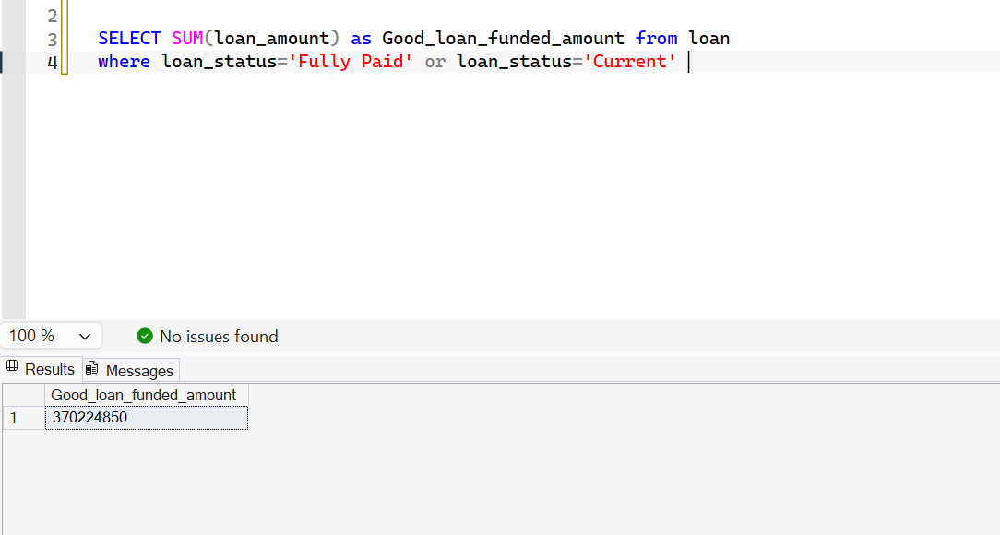 2
3 SELECT SUM(loan_amount) as Good_loan_funded_amount from loan
4 where loan_status='Fully Paid' or loan_status='Current'
100 % No issues found
Results Messages
Good_loan_funded_amount
1 370224850